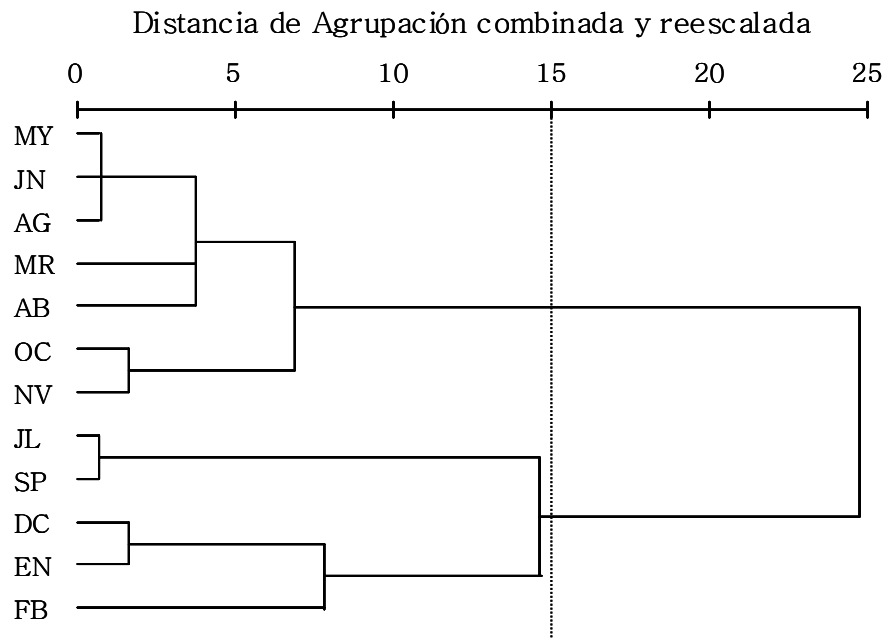 Distancia de Agrupación combinada y reescalada
0 5 10 15 20 25
MY
JN
AG
MR
AB
OC
NV
JL
SP
DC
EN
FB